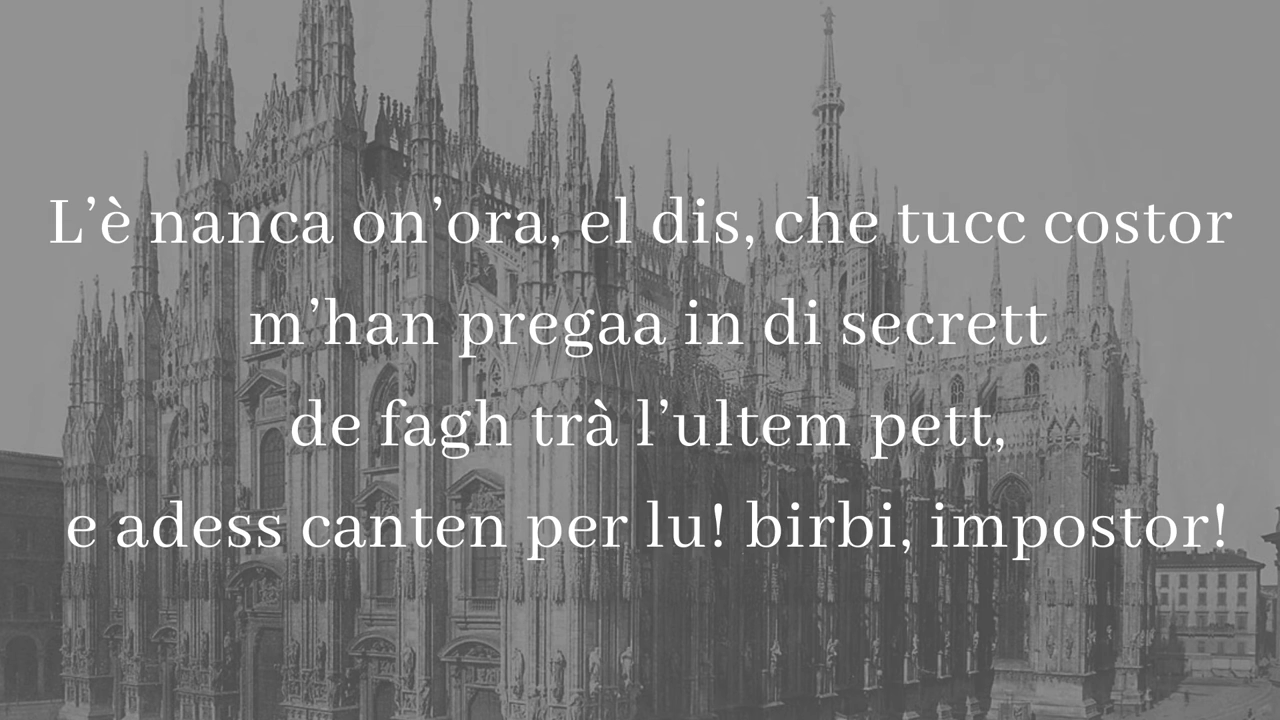 L’è nanca on’ora, el dis, che tucc costor
m’han pregaa in di secrett
de fagh trà l’ultem pett,
e adess canten per lu! birbi, impostor!